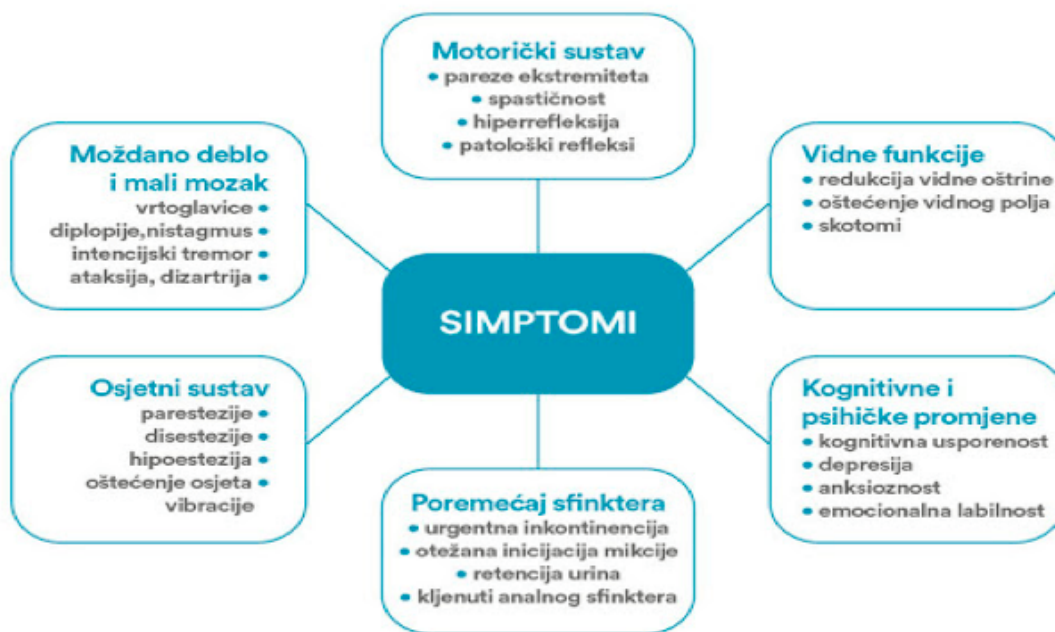 Motorički sustav
• pareze ekstremiteta
• spastičnost
• hiperrefleksija
• patološki refleksi
Moždano deblo
i mali mozak
vrtoglavice •
diplopije,nistagmus •
intencijski tremor •
ataksija, dizartrija •
Vidne funkcije
• redukcija vidne oštrine
• oštećenje vidnog polja
• skotomi
SIMPTOMI
Osjetni sustav
parestezije •
disestezije •
hipoestezija •
oštećenje osjeta •
vibracije
Poremećaj sfinktera
• urgentna inkontinencija
• otežana inicijacija mikcije
• retencija urina
• kljenuti analnog sfinktera
Kognitivne i
psihičke promjene
• kognitivna usporenost
• depresija
• anksioznost
• emocionalna labilnost